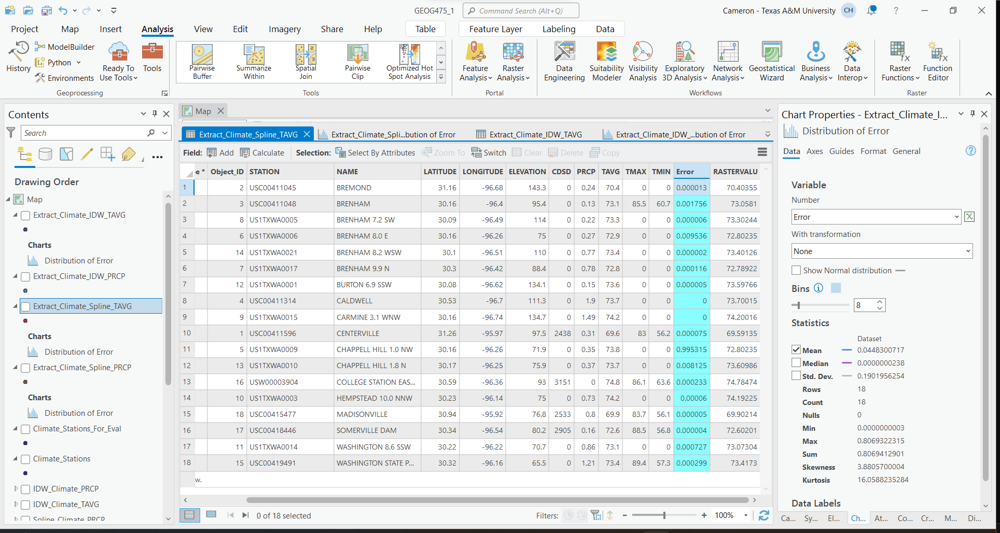 GEOG475_1
Command Search (Alt+Q)
Cameron - Texas A&M University
CH
?
Project
Map
Insert
Analysis
View
Edit
Imagery
Share
Help
Table
Feature Layer
Labeling
Data
History
ModelBuilder
Python
Environments
Ready To
Use Tools
Tools
Geoprocessing
Pairwise
Buffer
Summarize
Within
Spatial
Join
Pairwise
Clip
Optimized Hot
Spot Analysis
Tools
Feature
Analysis
Raster
Analysis
Portal
Data
Engineering
Suitability
Modeler
Visibility
Analysis
Exploratory
3D Analysis
Network
Analysis
Geostatistical
Wizard
Business
Analysis
Data
Interop
Workflows
Raster
Functions
Function
Editor
Raster
Contents
Search
Drawing Order
Map
Extract_Climate_IDW_TAVG
Charts
Distribution of Error
Extract_Climate_IDW_PRCP
Extract_Climate_Spline_TAVG
Charts
Distribution of Error
Extract_Climate_Spline_PRCP
Charts
Distribution of Error
Climate_Stations_For_Eval
Climate_Stations
IDW_Climate_PRCP
IDW_Climate_TAVG
Spline_Climate_PRCP
Map
Extract_Climate_Spline_TAVG
Extract_Climate_Spli...bution of Error
Extract_Climate_IDW_TAVG
Extract_Climate_IDW_...bution of Error
Field: Add Calculate Selection: Select By Attributes Zoom To Switch Clear Delete Copy
e * Object_ID STATION NAME LATITUDE LONGITUDE ELEVATION CDSD PRCP TAVG TMAX TMIN Error RASTERVALU
1 2 USC00411045 BREMOND 31.16 -96.68 143.3 0 0.24 70.4 0 0 0.000013 70.40355
2 3 USC00411048 BRENHAM 30.16 -96.4 95.4 0 0.13 73.1 85.5 60.7 0.001756 73.0581
3 8 US1TXWA0005 BRENHAM 7.2 SW 30.09 -96.49 114 0 0.22 73.3 0 0 0.000006 73.30244
4 6 US1TXWA0006 BRENHAM 8.0 E 30.16 -96.26 75 0 0.27 72.9 0 0 0.009536 72.80235
5 14 US1TXWA0021 BRENHAM 8.2 WSW 30.1 -96.51 110 0 0.77 73.4 0 0 0.000002 73.40126
6 7 US1TXWA0017 BRENHAM 9.9 N 30.3 -96.42 88.4 0 0.78 72.8 0 0 0.000116 72.78922
7 12 US1TXWA0001 BURTON 6.9 SSW 30.08 -96.62 134.1 0 0.15 73.6 0 0 0.000005 73.59766
8 4 USC00411314 CALDWELL 30.53 -96.7 111.3 0 1.9 73.7 0 0 0 73.70015
9 9 US1TXWA0015 CARMINE 3.1 WNW 30.16 -96.74 134.7 0 1.49 74.2 0 0 0 74.20016
10 1 USC00411596 CENTERVILLE 31.26 -95.97 97.5 2438 0.31 69.6 83 56.2 0.000075 69.59135
11 5 US1TXWA0009 CHAPPELL HILL 1.0 NW 30.16 -96.26 71.9 0 0.35 73.8 0 0 0.995315 72.80235
12 13 US1TXWA0010 CHAPPELL HILL 1.8 N 30.17 -96.25 75.9 0 0.37 73.7 0 0 0.008125 73.60986
13 16 USW00003904 COLLEGE STATION EAS... 30.59 -96.36 93 3151 0 74.8 86.1 63.6 0.000233 74.78474
14 10 US1TXWA0003 HEMPSTEAD 10.0 NNW 30.23 -96.14 75 0 0.73 74.2 0 0 0.00006 74.19225
15 18 USC00415477 MADISONVILLE 30.94 -95.92 76.8 2533 0.8 69.9 83.7 56.1 0.000005 69.90214
16 17 USC00418446 SOMERVILLE DAM 30.34 -96.54 80.2 2905 0.16 72.6 88.5 56.8 0.000004 72.60201
17 11 US1TXWA0014 WASHINGTON 8.6 SSW 30.22 -96.22 70.7 0 0.86 73.1 0 0 0.000727 73.07304
18 15 USC00419491 WASHINGTON STATE P... 30.32 -96.16 65.5 0 1.21 73.4 89.4 57.3 0.000299 73.4173
w.
0 of 18 selected
Filters:
100%
Chart Properties - Extract_Climate_I...
Distribution of Error
Data Axes Guides Format General
Variable
Number
Error
With transformation
None
Show Normal distribution
Bins
8
Statistics
Dataset
Mean 0.0448300717
Median 0.0000000238
Std. Dev. 0.1901956254
Rows 18
Count 18
Nulls 0
Min 0.0000000003
Max 0.8069322315
Sum 0.8069412901
Skewness 3.8805700004
Kurtosis 16.0588235284
Data Labels
Ca... Sy... El... Ch... At... Co... Cr... M... Di...